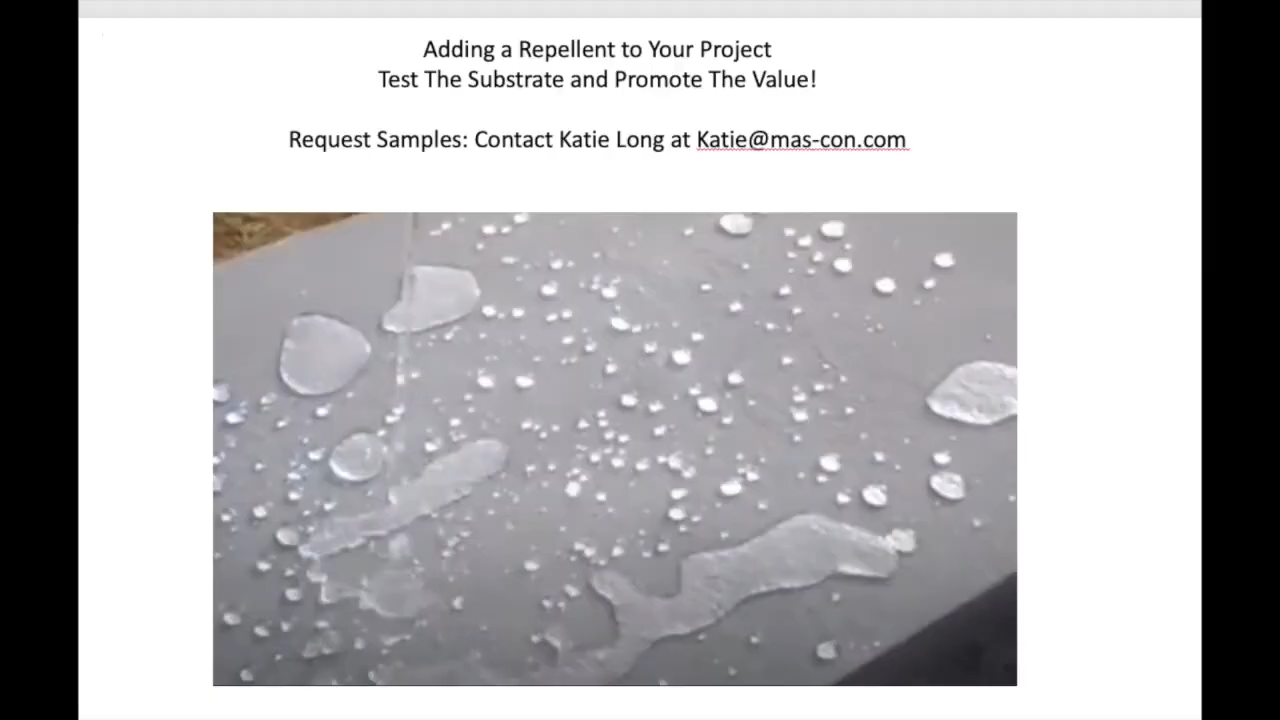 Adding a Repellent to Your Project
Test The Substrate and Promote The Value!
Request Samples: Contact Katie Long at Katie@mas-con.com